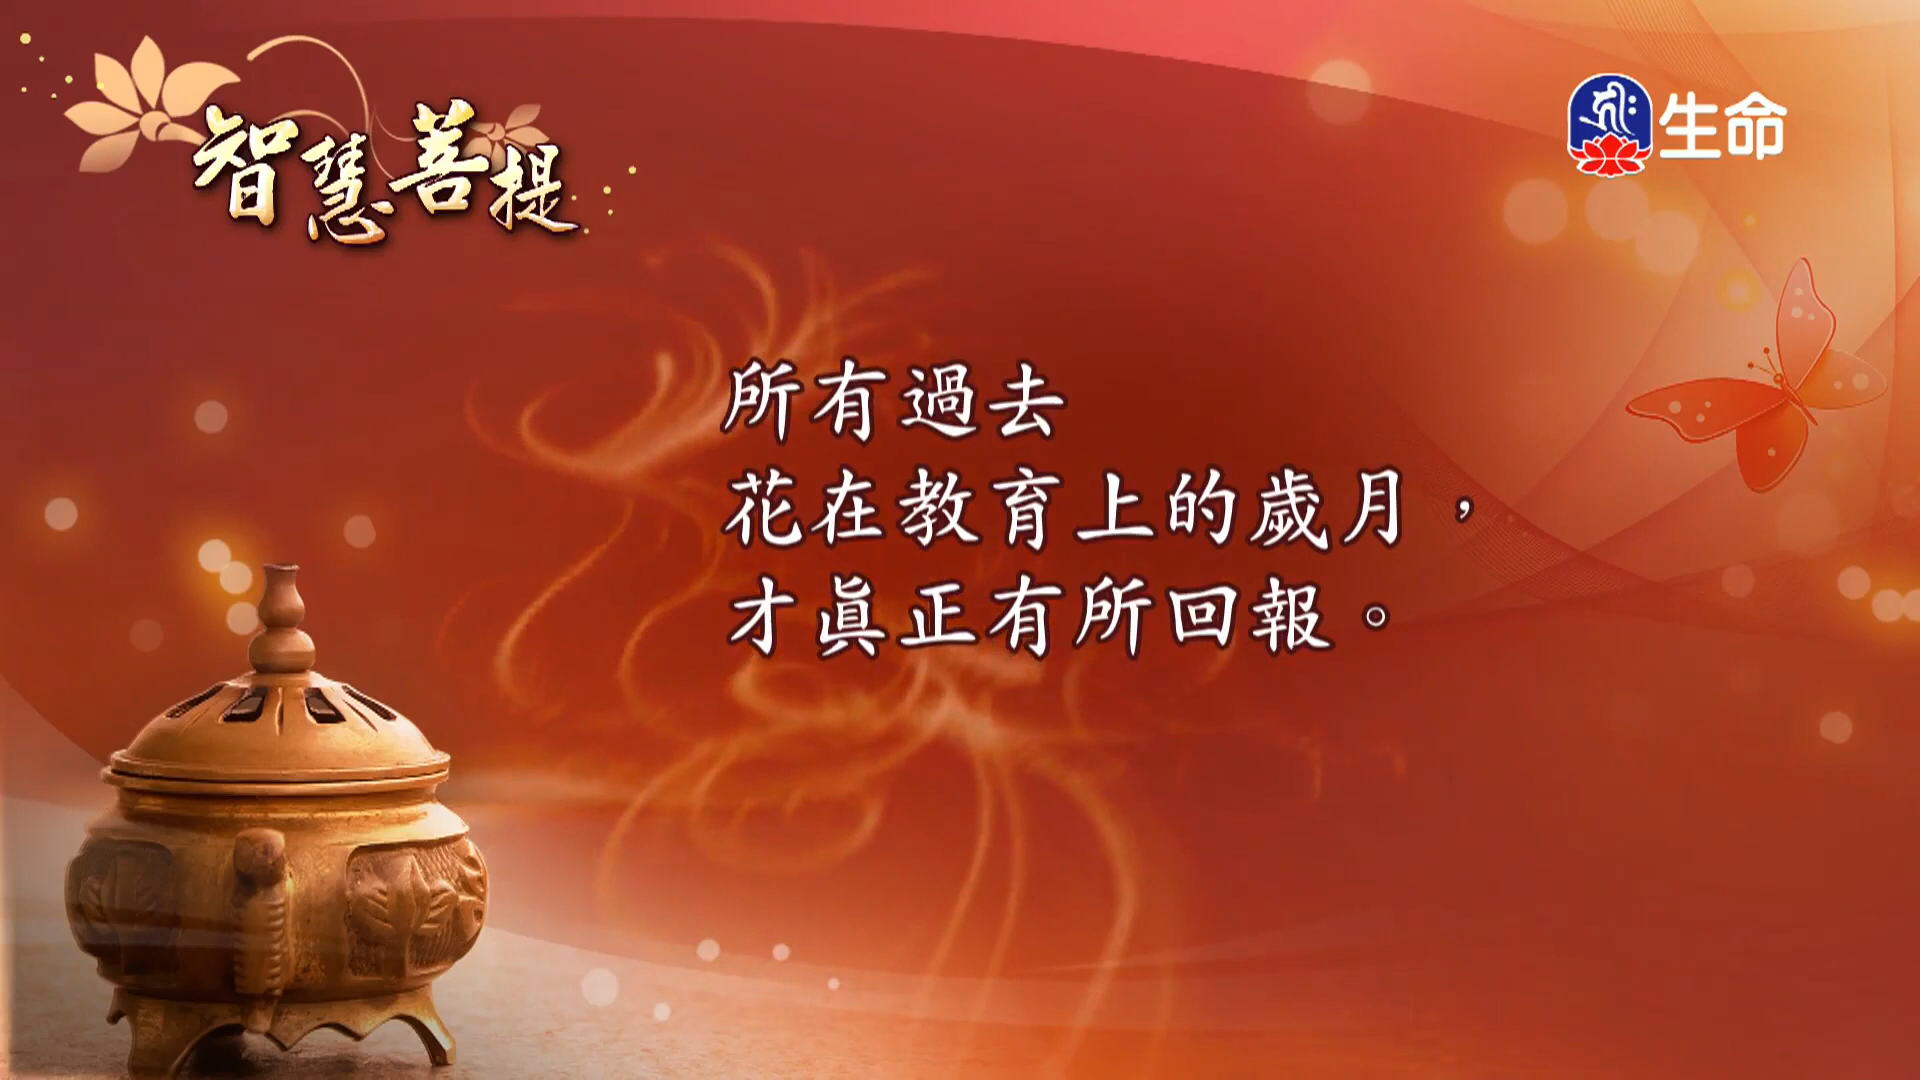 智慧菩提
生命
所有過去
花在教育上的歲月，
才真正有所回報。